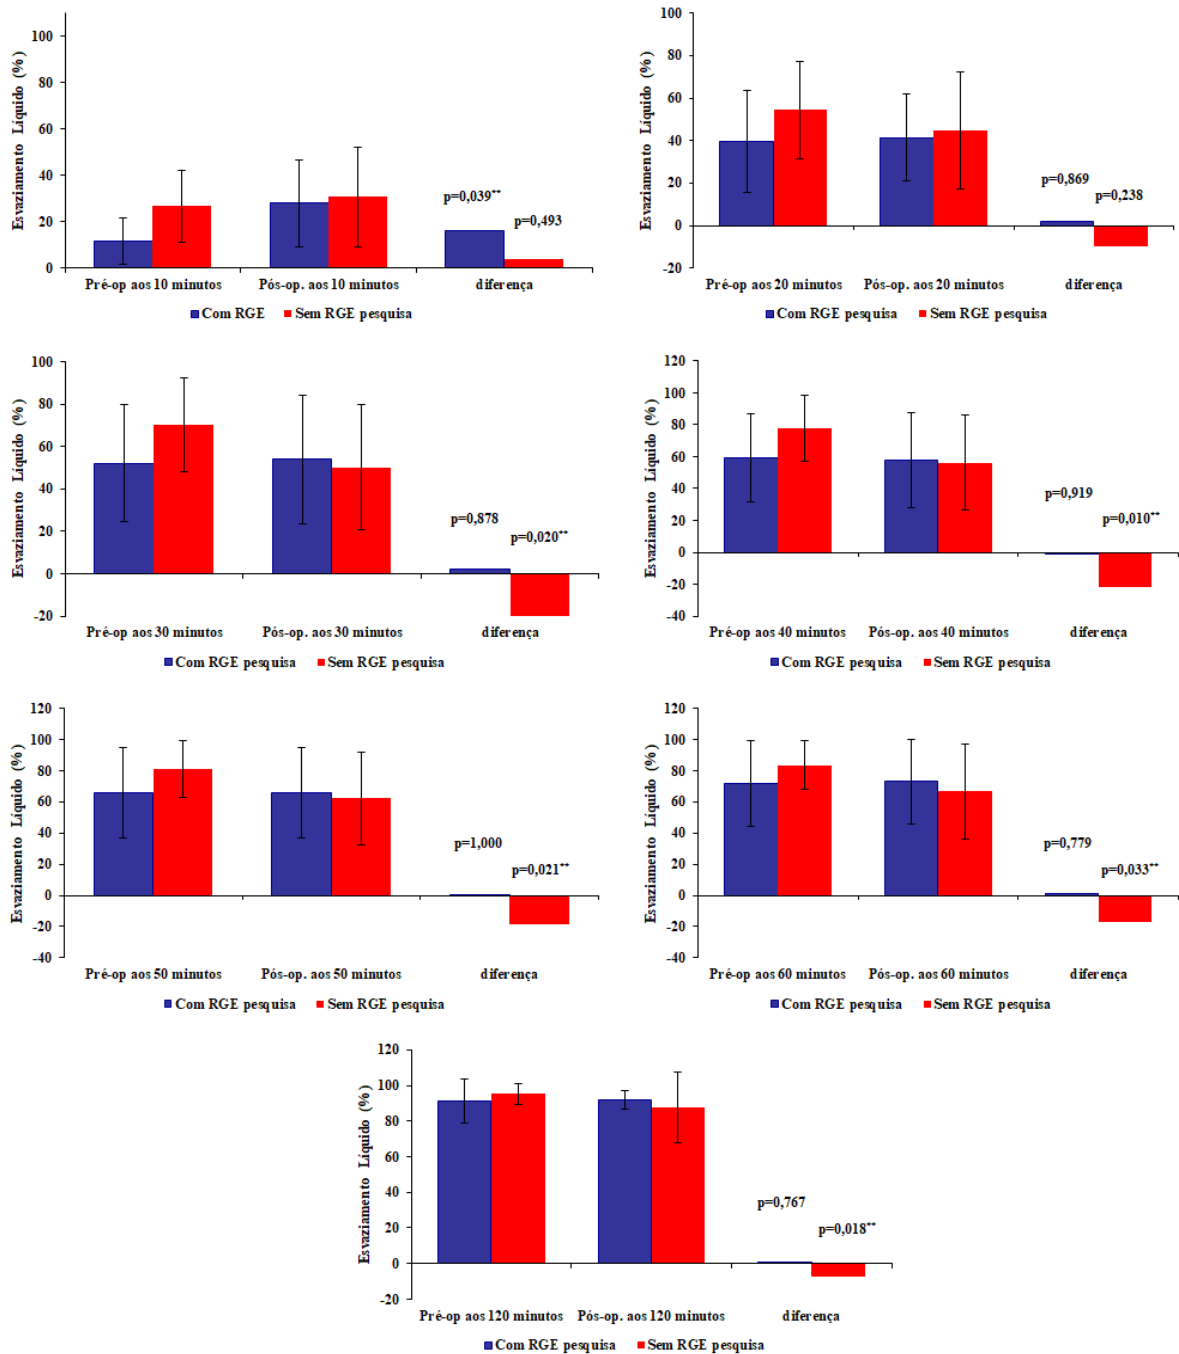 Esvaziamento Líquido (%)
100
80
60
40
20
0
p=0,039**
p=0,493
Pré-op aos 10 minutos Pós-op. aos 10 minutos diferença
Com RGE Sem RGE pesquisa
Esvaziamento Líquido (%)
100
80
60
40
20
0
-20
p=0,869
p=0,238
Pré-op aos 20 minutos Pós-op. aos 20 minutos diferença
Com RGE pesquisa Sem RGE pesquisa
Esvaziamento Líquido (%)
100
80
60
40
20
0
-20
p=0,878
p=0,020**
Pré-op aos 30 minutos Pós-op. aos 30 minutos diferença
Com RGE pesquisa Sem RGE pesquisa
Esvaziamento Líquido (%)
120
100
80
60
40
20
0
-20
-40
p=0,919
p=0,010**
Pré-op aos 40 minutos Pós-op. aos 40 minutos diferença
Com RGE pesquisa Sem RGE pesquisa
Esvaziamento Líquido (%)
120
100
80
60
40
20
0
-20
-40
p=1,000
p=0,021**
Pré-op aos 50 minutos Pós-op. aos 50 minutos diferença
Com RGE pesquisa Sem RGE pesquisa
Esvaziamento Líquido (%)
120
100
80
60
40
20
0
-20
-40
p=0,779
p=0,033**
Pré-op aos 60 minutos Pós-op. aos 60 minutos diferença
Com RGE pesquisa Sem RGE pesquisa
Esvaziamento Líquido (%)
120
100
80
60
40
20
0
-20
p=0,767
p=0,018**
Pré-op aos 120 minutos Pós-op. aos 120 minutos diferença
Com RGE pesquisa Sem RGE pesquisa